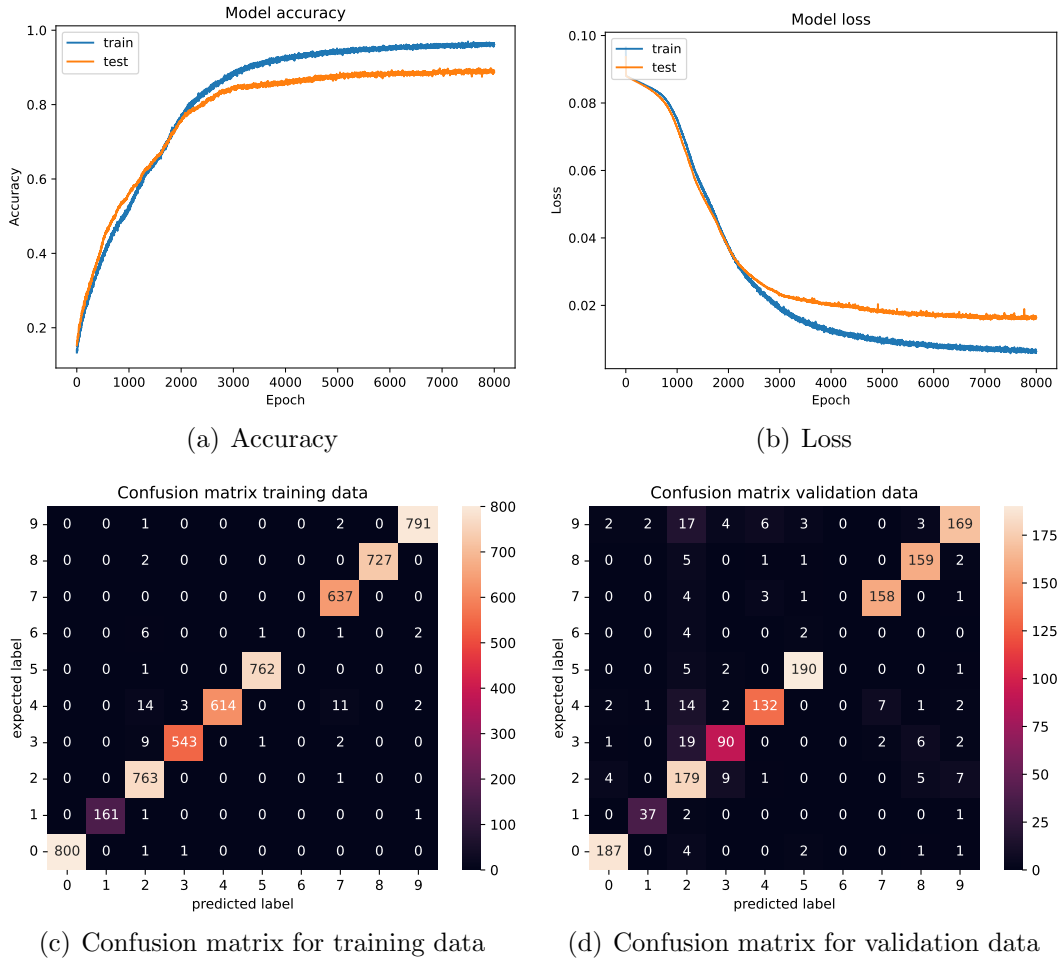 Model accuracy
train
test
1.0
0.8
0.6
0.4
0.2
Accuracy
0 1000 2000 3000 4000 5000 6000 7000 8000
Epoch
(a) Accuracy
Model loss
train
test
0.10
0.08
0.06
0.04
0.02
Loss
0 1000 2000 3000 4000 5000 6000 7000 8000
Epoch
(b) Loss
Confusion matrix training data
expected label
9 0 0 1 0 0 0 0 2 0 791
8 0 0 2 0 0 0 0 0 727 0
7 0 0 0 0 0 0 0 637 0 0
6 0 0 6 0 0 1 0 1 0 2
5 0 0 1 0 0 762 0 0 0 0
4 0 0 14 3 614 0 0 11 0 2
3 0 0 9 543 0 1 0 2 0 0
2 0 0 763 0 0 0 0 1 0 0
1 0 161 1 0 0 0 0 0 0 1
0 800 0 1 1 0 0 0 0 0 0
0 1 2 3 4 5 6 7 8 9
predicted label
800
700
600
500
400
300
200
100
0
(c) Confusion matrix for training data
Confusion matrix validation data
expected label
9 2 2 17 4 6 3 0 0 3 169
8 0 0 5 0 1 1 0 0 159 2
7 0 0 4 0 3 1 0 158 0 1
6 0 0 4 0 0 2 0 0 0 0
5 0 0 5 2 0 190 0 0 0 1
4 2 1 14 2 132 0 0 7 1 2
3 1 0 19 90 0 0 0 2 6 2
2 4 0 179 9 1 0 0 0 5 7
1 0 37 2 0 0 0 0 0 0 1
0 187 0 4 0 0 2 0 0 1 1
0 1 2 3 4 5 6 7 8 9
predicted label
175
150
125
100
75
50
25
0
(d) Confusion matrix for validation data